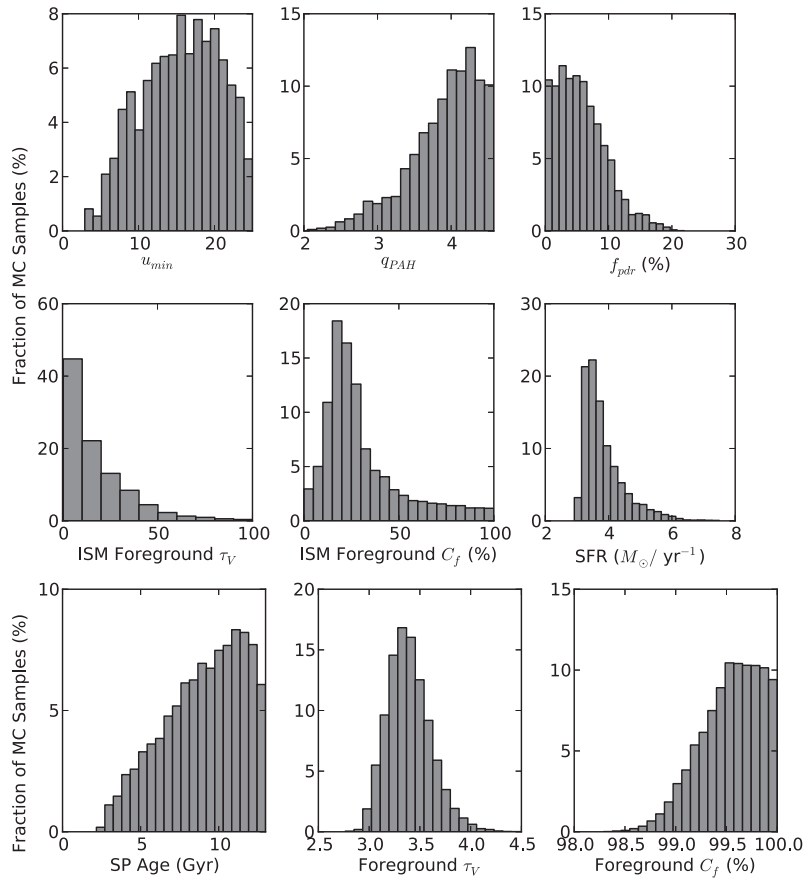 8
6
4
2
0
0 10 20
u_min
Fraction of MC Samples (%)
15
10
5
0
2 3 4
q_PAH
15
10
5
0
0 10 20 30
f_pdr (%)
60
40
20
0
0 50 100
ISM Foreground τ_V
20
15
10
5
0
0 50 100
ISM Foreground C_f (%)
30
20
10
0
2 4 6 8
SFR (M_⊙/ yr⁻¹)
10
5
0
0 5 10
SP Age (Gyr)
Fraction of MC Samples (%)
20
15
10
5
0
2.5 3.0 3.5 4.0 4.5
Foreground τ_V
15
10
5
0
98.0 98.5 99.0 99.5 100.0
Foreground C_f (%)